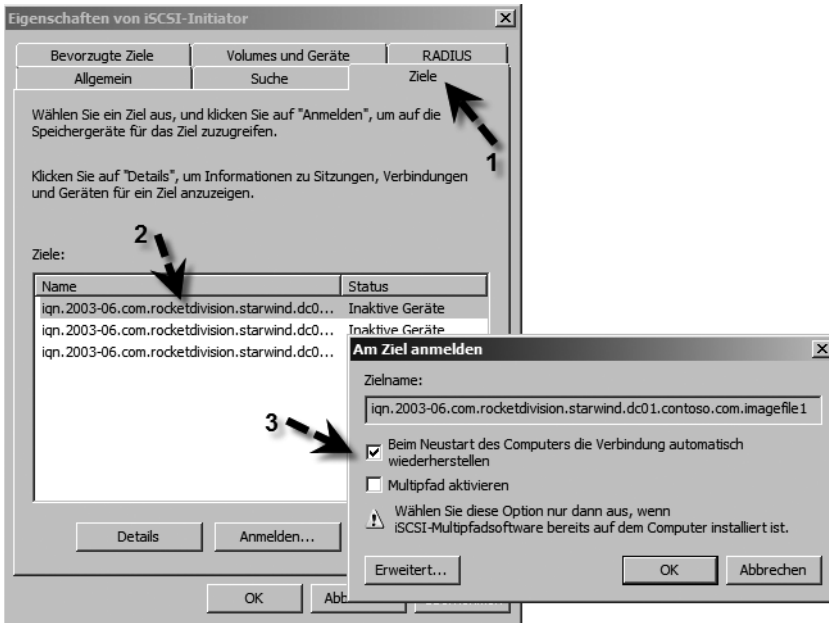 Eigenschaften von iSCSI-Initiator
Bevorzugte Ziele
Volumes und Geräte
RADIUS
Allgemein
Suche
Ziele
Wählen Sie ein Ziel aus, und klicken Sie auf "Anmelden", um auf die
Speichergeräte für das Ziel zuzugreifen.
1
Klicken Sie auf "Details", um Informationen zu Sitzungen, Verbindungen
und Geräten für ein Ziel anzuzeigen.
2
Ziele:
Name Status
iqn.2003-06.com.rocketdivision.starwind.dc0... Inaktive Geräte
iqn.2003-06.com.rocketdivision.starwind.dc0... Inaktive Geräte
iqn.2003-06.com.rocketdivision.starwind.dc0...
Details
Anmelden...
OK
Abb
Am Ziel anmelden
Zielname:
iqn.2003-06.com.rocketdivision.starwind.dc01.contoso.com.imagefile1
3
Beim Neustart des Computers die Verbindung automatisch
wiederherstellen
Multipfad aktivieren
Wählen Sie diese Option nur dann aus, wenn
iSCSI-Multipfadsoftware bereits auf dem Computer installiert ist.
Erweitert...
OK
Abbrechen